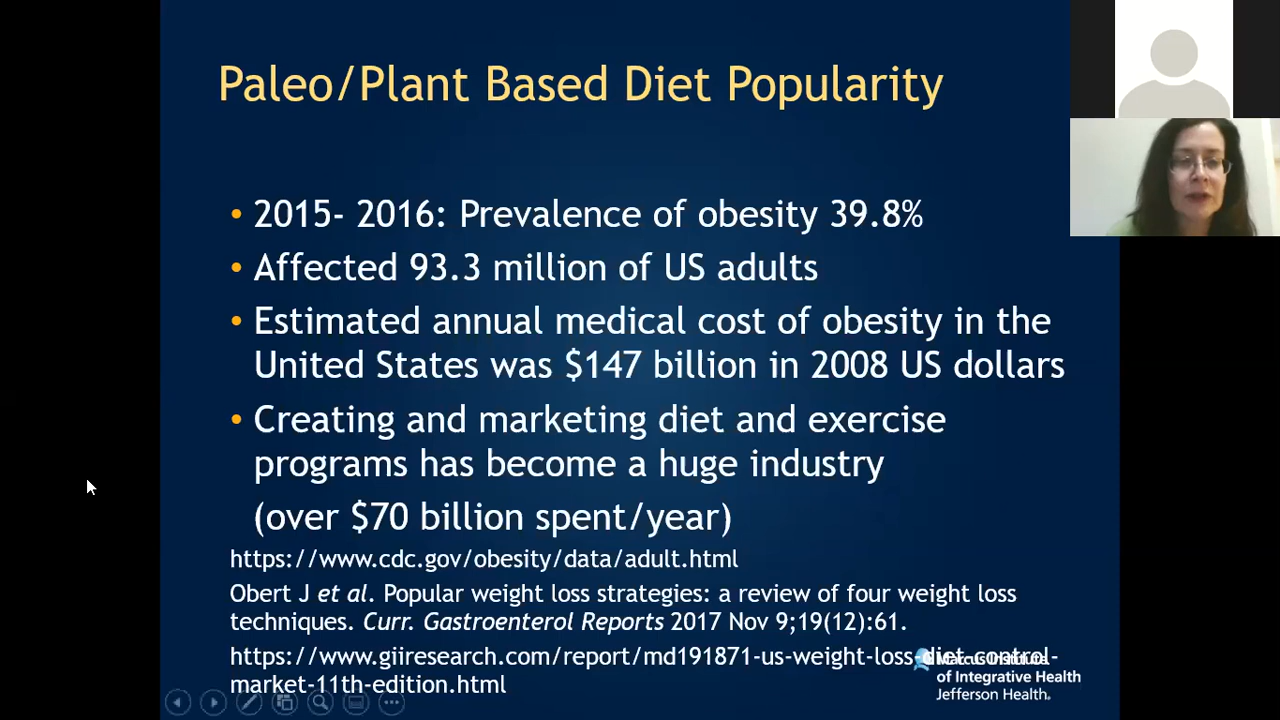 Paleo/Plant Based Diet Popularity
• 2015- 2016: Prevalence of obesity 39.8%
• Affected 93.3 million of US adults
• Estimated annual medical cost of obesity in the
United States was $147 billion in 2008 US dollars
• Creating and marketing diet and exercise
programs has become a huge industry
(over $70 billion spent/year)
https://www.cdc.gov/obesity/data/adult.html
Obert J et al. Popular weight loss strategies: a review of four weight loss
techniques. Curr. Gastroenterol Reports 2017 Nov 9;19(12):61.
https://www.giiresearch.com/report/md191871-us-weight-loss-diet-control-
market-11th-edition.html
Marcus Institute
of Integrative Health
Jefferson Health®